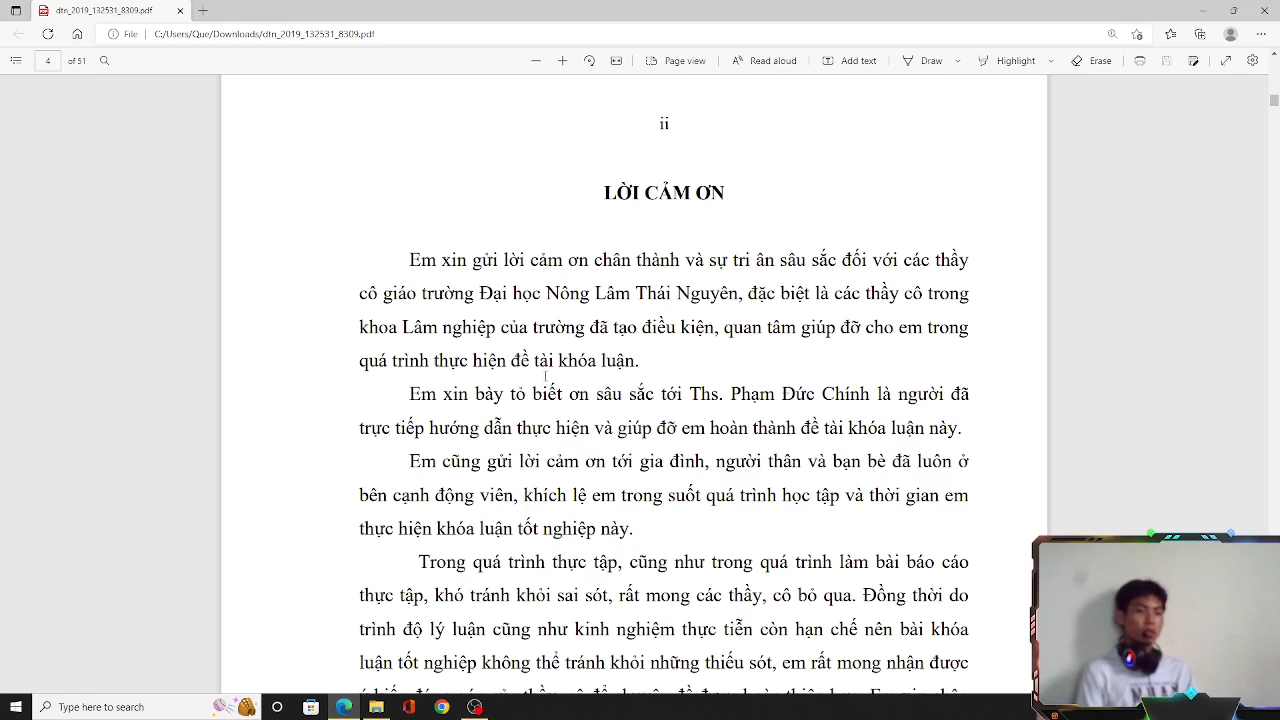 dtn_2019_132531_8309.pdf
File C:/Users/Que/Downloads/dtn_2019_132531_8309.pdf
4 of 51 Page view Read aloud Add text Draw Highlight Erase
ii
LỜI CẢM ƠN
Em xin gửi lời cảm ơn chân thành và sự tri ân sâu sắc đối với các thầy
cô giáo trường Đại học Nông Lâm Thái Nguyên, đặc biệt là các thầy cô trong
khoa Lâm nghiệp của trường đã tạo điều kiện, quan tâm giúp đỡ cho em trong
quá trình thực hiện đề tài khóa luận.
Em xin bày tỏ biết ơn sâu sắc tới Ths. Phạm Đức Chính là người đã
trực tiếp hướng dẫn thực hiện và giúp đỡ em hoàn thành đề tài khóa luận này.
Em cũng gửi lời cảm ơn tới gia đình, người thân và bạn bè đã luôn ở
bên cạnh động viên, khích lệ em trong suốt quá trình học tập và thời gian em
thực hiện khóa luận tốt nghiệp này.
Trong quá trình thực tập, cũng như trong quá trình làm bài báo cáo
thực tập, khó tránh khỏi sai sót, rất mong các thầy, cô bỏ qua. Đồng thời do
trình độ lý luận cũng như kinh nghiệm thực tiễn còn hạn chế nên bài khóa
luận tốt nghiệp không thể tránh khỏi những thiếu sót, em rất mong nhận được
Type here to search